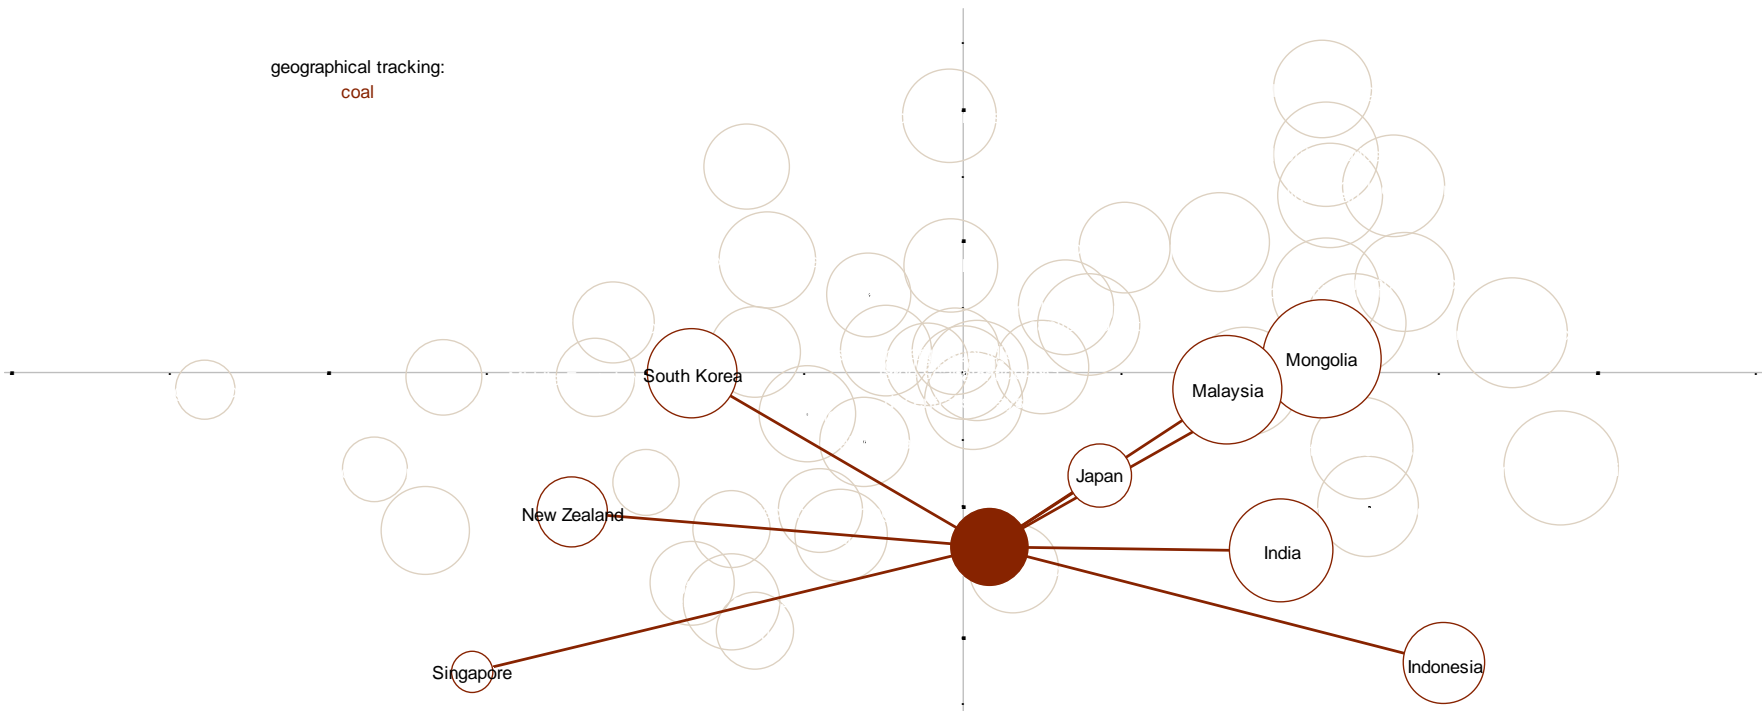 geographical tracking:
coal
Mongolia
South Korea
Malaysia
Japan
New Zealand
India
Singapore
Indonesia